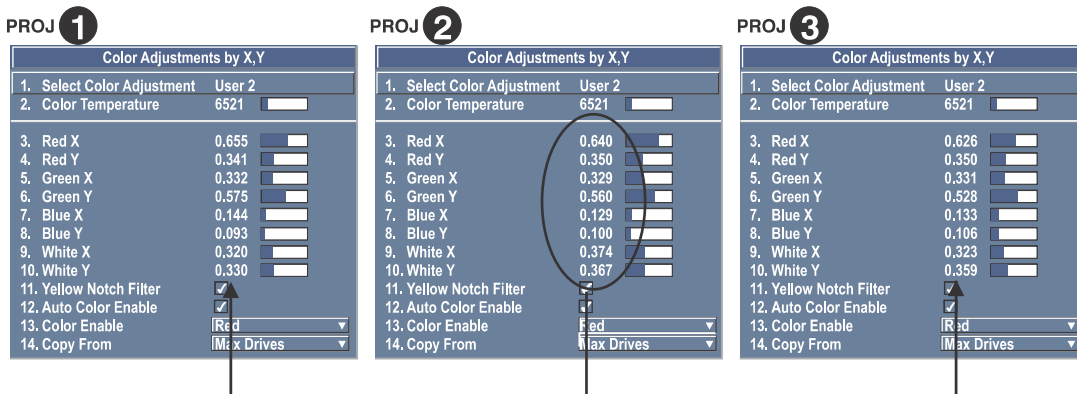 PROJ 1
Color Adjustments by X,Y
1. Select Color Adjustment User 2
2. Color Temperature 6521
3. Red X 0.655
4. Red Y 0.341
5. Green X 0.332
6. Green Y 0.575
7. Blue X 0.144
8. Blue Y 0.093
9. White X 0.320
10. White Y 0.330
11. Yellow Notch Filter
12. Auto Color Enable
13. Color Enable Red
14. Copy From Max Drives
PROJ 2
Color Adjustments by X,Y
1. Select Color Adjustment User 2
2. Color Temperature 6521
3. Red X 0.640
4. Red Y 0.350
5. Green X 0.329
6. Green Y 0.560
7. Blue X 0.129
8. Blue Y 0.100
9. White X 0.374
10. White Y 0.367
11. Yellow Notch Filter
12. Auto Color Enable
13. Color Enable Red
14. Copy From Max Drives
PROJ 3
Color Adjustments by X,Y
1. Select Color Adjustment User 2
2. Color Temperature 6521
3. Red X 0.626
4. Red Y 0.350
5. Green X 0.331
6. Green Y 0.528
7. Blue X 0.133
8. Blue Y 0.106
9. White X 0.323
10. White Y 0.359
11. Yellow Notch Filter
12. Auto Color Enable
13. Color Enable Red
14. Copy From Max Drives